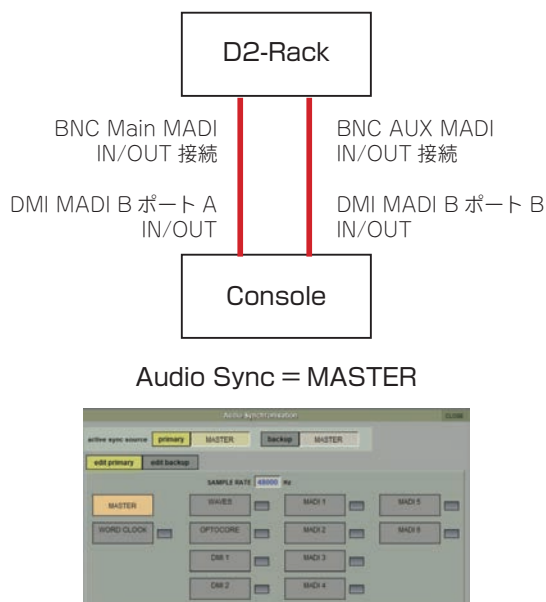 D2-Rack
BNC Main MADI
IN/OUT 接続
BNC AUX MADI
IN/OUT 接続
DMI MADI B ポート A
IN/OUT
DMI MADI B ポート B
IN/OUT
Console
Audio Sync = MASTER
Audio Synchronisation
CLOSE
active sync source primary MASTER backup MASTER
edit primary edit backup
SAMPLE RATE 48000 Hz
MASTER WAVES MADI 1 MADI 5
WORD CLOCK OPTOCORE MADI 2 MADI 6
DMI 1 MADI 3
DMI 2 MADI 4